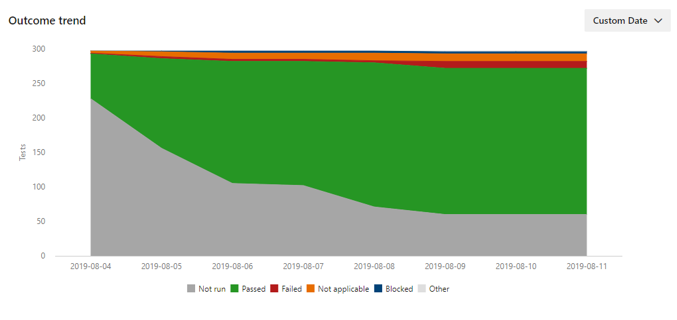 Outcome trend
Custom Date
300
250
200
150
100
50
0
Tests
2019-08-04 2019-08-05 2019-08-06 2019-08-07 2019-08-08 2019-08-09 2019-08-10 2019-08-11
Not run Passed Failed Not applicable Blocked Other